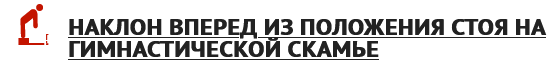 НАКЛОН ВПЕРЕД ИЗ ПОЛОЖЕНИЯ СТОЯ НА
ГИМНАСТИЧЕСКОЙ СКАМЬЕ